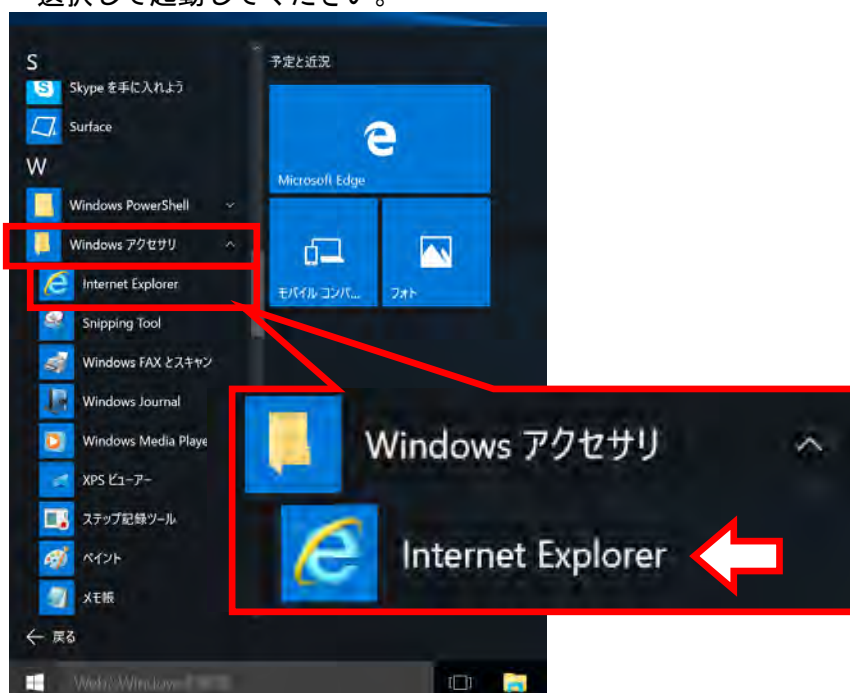 選択して起動してください。
S
Skype を手に入れよう
Surface
W
Windows PowerShell
Windows アクセサリ
Internet Explorer
Snipping Tool
Windows FAX とスキャン
Windows Journal
Windows Media Playe
XPS ビューアー
ステップ記録ツール
ペイント
メモ帳
戻る
予定と近況
Microsoft Edge
モバイル コンパ...
フォト
Windows アクセサリ
Internet Explorer
Web と Windows